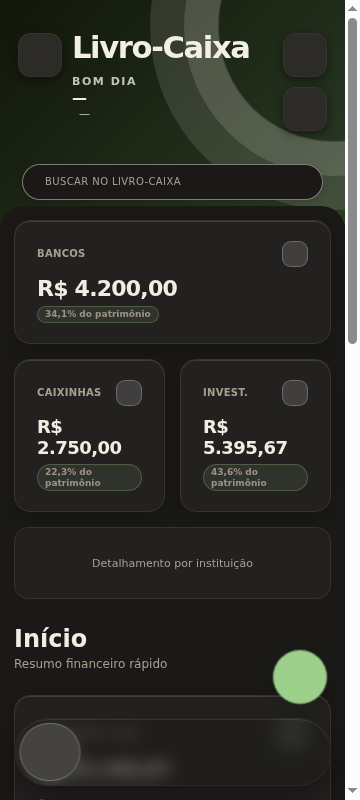 Livro-Caixa
BOM DIA
—
—
BUSCAR NO LIVRO-CAIXA
BANCOS
R$ 4.200,00
34,1% do patrimônio
CAIXINHAS
R$
2.750,00
22,3% do
patrimônio
INVEST.
R$
5.395,67
43,6% do
patrimônio
Detalhamento por instituição
Início
Resumo financeiro rápido